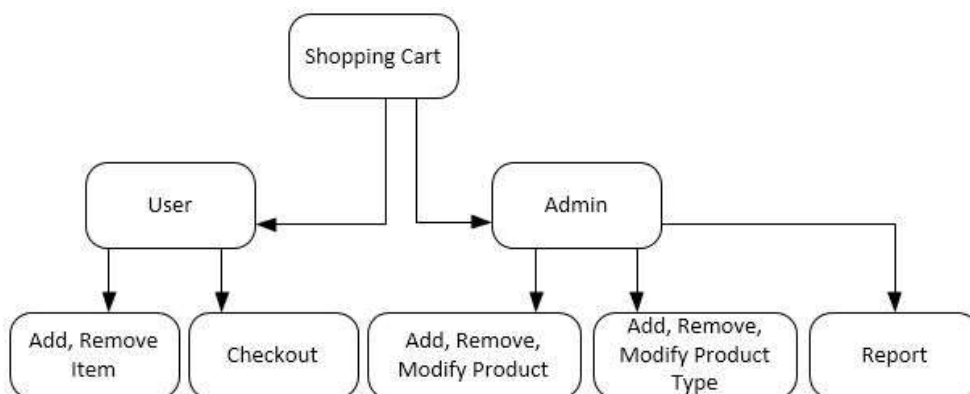 Shopping Cart
User
Admin
Add, Remove
Item
Checkout
Add, Remove,
Modify Product
Add, Remove,
Modify Product
Type
Report